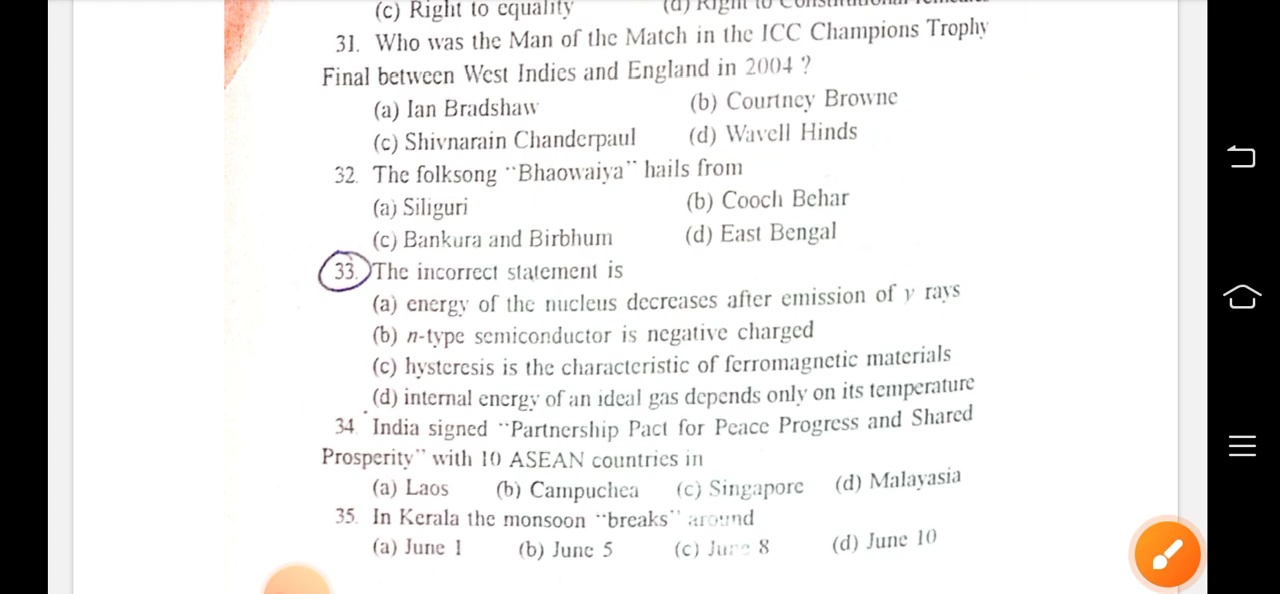 (c) Right to equality (d) Right to Constitutional
31. Who was the Man of the Match in the ICC Champions Trophy
Final between West Indies and England in 2004 ?
(a) Ian Bradshaw (b) Courtney Browne
(c) Shivnarain Chanderpaul (d) Wavell Hinds
32. The folksong "Bhaowaiya" hails from
(a) Siliguri (b) Cooch Behar
(c) Bankura and Birbhum (d) East Bengal
33. The incorrect statement is
(a) energy of the nucleus decreases after emission of γ rays
(b) n-type semiconductor is negative charged
(c) hysteresis is the characteristic of ferromagnetic materials
(d) internal energy of an ideal gas depends only on its temperature
34. India signed "Partnership Pact for Peace Progress and Shared
Prosperity" with 10 ASEAN countries in
(a) Laos (b) Campuchea (c) Singapore (d) Malayasia
35. In Kerala the monsoon "breaks" around
(a) June 1 (b) June 5 (c) June 8 (d) June 10